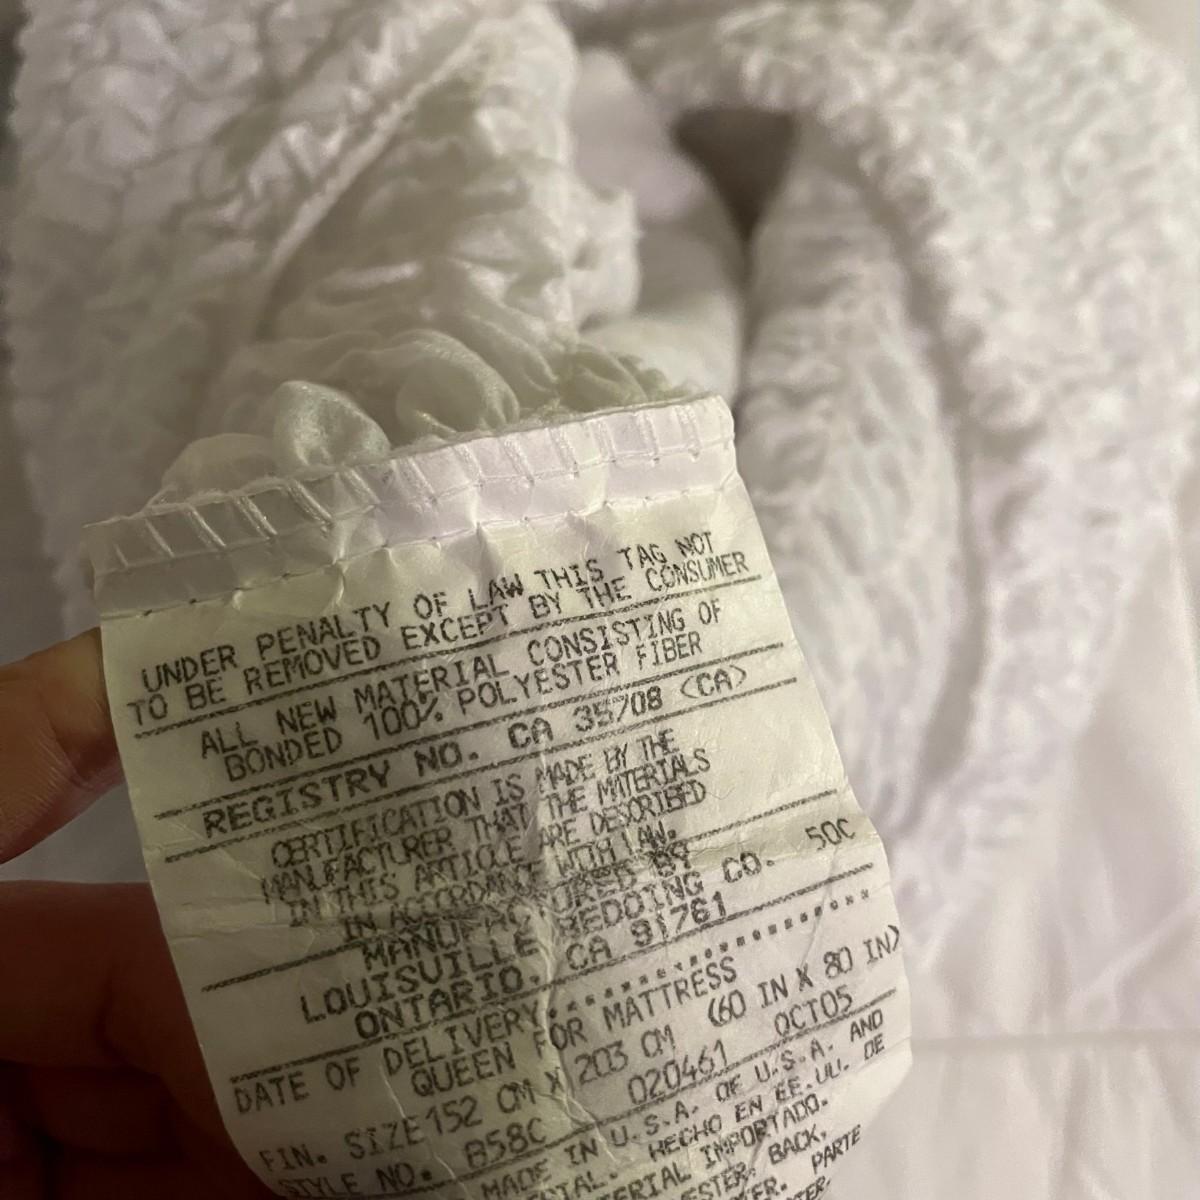 UNDER PENALTY OF LAW THIS TAG NOT
TO BE REMOVED EXCEPT BY THE CONSUMER
ALL NEW MATERIAL CONSISTING OF
BONDED 100% POLYESTER FIBER
REGISTRY NO. CA 35708 (CA)
CERTIFICATION IS MADE BY THE
MANUFACTURER THAT THE MATERIALS
IN THIS ARTICLE ARE DESCRIBED
IN ACCORDANCE WITH LAW.
MANUFACTURED BY
LOUISVILLE BEDDING CO. 50C
ONTARIO, CA 91761
DATE OF DELIVERY
QUEEN FOR MATTRESS
FIN. SIZE 152 CM X 203 CM (60 IN X 80 IN)
STYLE NO. B58C 020461 OCT05
MADE IN U.S.A. OF U.S.A. AND
HECHO EN EE.UU. DE
IMPORTADO.
BACK,
PARTE